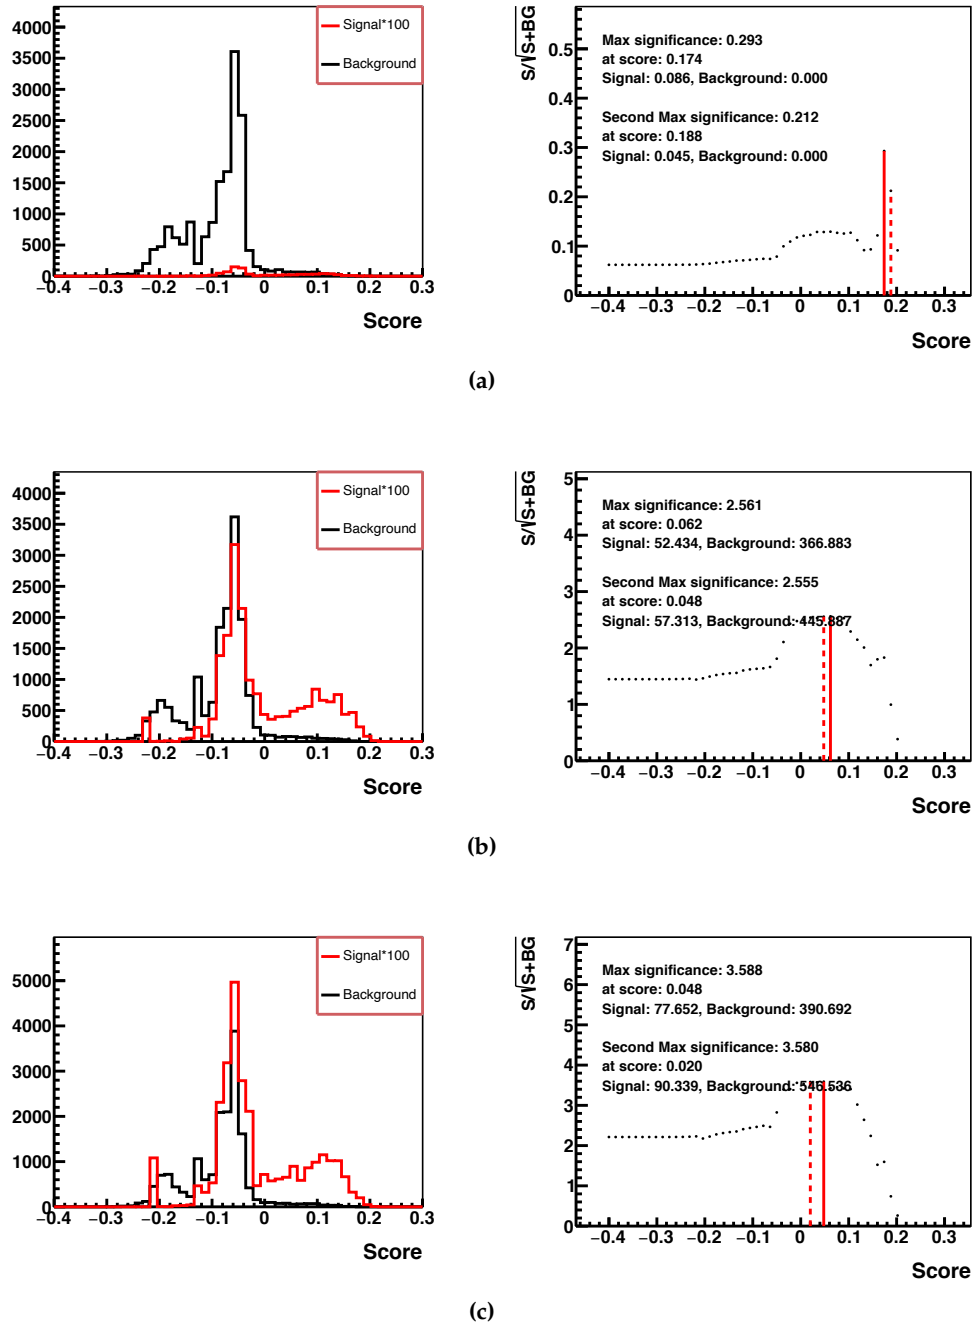 4000
3500
3000
2500
2000
1500
1000
500
0
−0.4 −0.3 −0.2 −0.1 0 0.1 0.2 0.3
Score
Signal*100
Background
S/√S+BG
0.5
0.4
0.3
0.2
0.1
0
−0.4 −0.3 −0.2 −0.1 0 0.1 0.2 0.3
Score
Max significance: 0.293
at score: 0.174
Signal: 0.086, Background: 0.000
Second Max significance: 0.212
at score: 0.188
Signal: 0.045, Background: 0.000
(a)
4000
3500
3000
2500
2000
1500
1000
500
0
−0.4 −0.3 −0.2 −0.1 0 0.1 0.2 0.3
Score
Signal*100
Background
S/√S+BG
5
4
3
2
1
0
−0.4 −0.3 −0.2 −0.1 0 0.1 0.2 0.3
Score
Max significance: 2.561
at score: 0.062
Signal: 52.434, Background: 366.883
Second Max significance: 2.555
at score: 0.048
Signal: 57.313, Background: 445.887
(b)
5000
4000
3000
2000
1000
0
−0.4 −0.3 −0.2 −0.1 0 0.1 0.2 0.3
Score
Signal*100
Background
S/√S+BG
7
6
5
4
3
2
1
0
−0.4 −0.3 −0.2 −0.1 0 0.1 0.2 0.3
Score
Max significance: 3.588
at score: 0.048
Signal: 77.652, Background: 390.692
Second Max significance: 3.580
at score: 0.020
Signal: 90.339, Background: 546.536
(c)